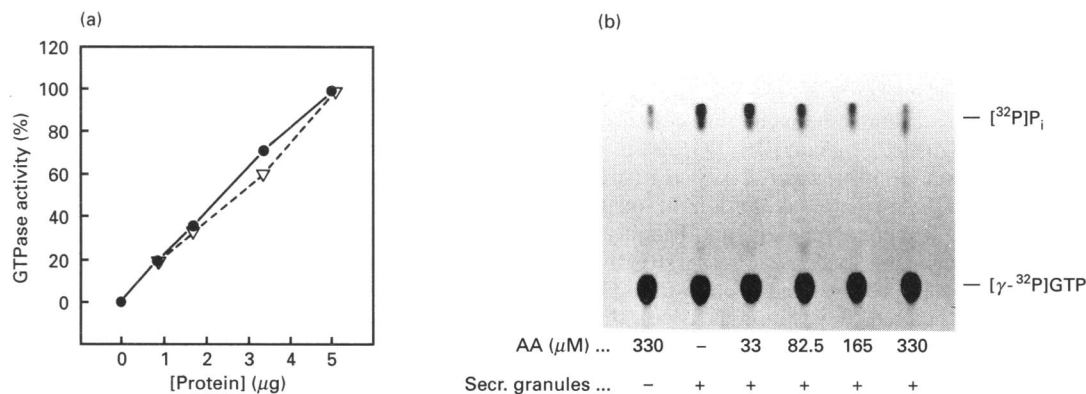 (a)
120
100
80
60
40
20
0
GTPase activity (%)
0 1 2 3 4 5
[Protein] (μg)
(b)
— [³²P]Pᵢ
— [γ-³²P]GTP
AA (μM) ... 330 – 33 82.5 165 330
Secr. granules ... – + + + + +